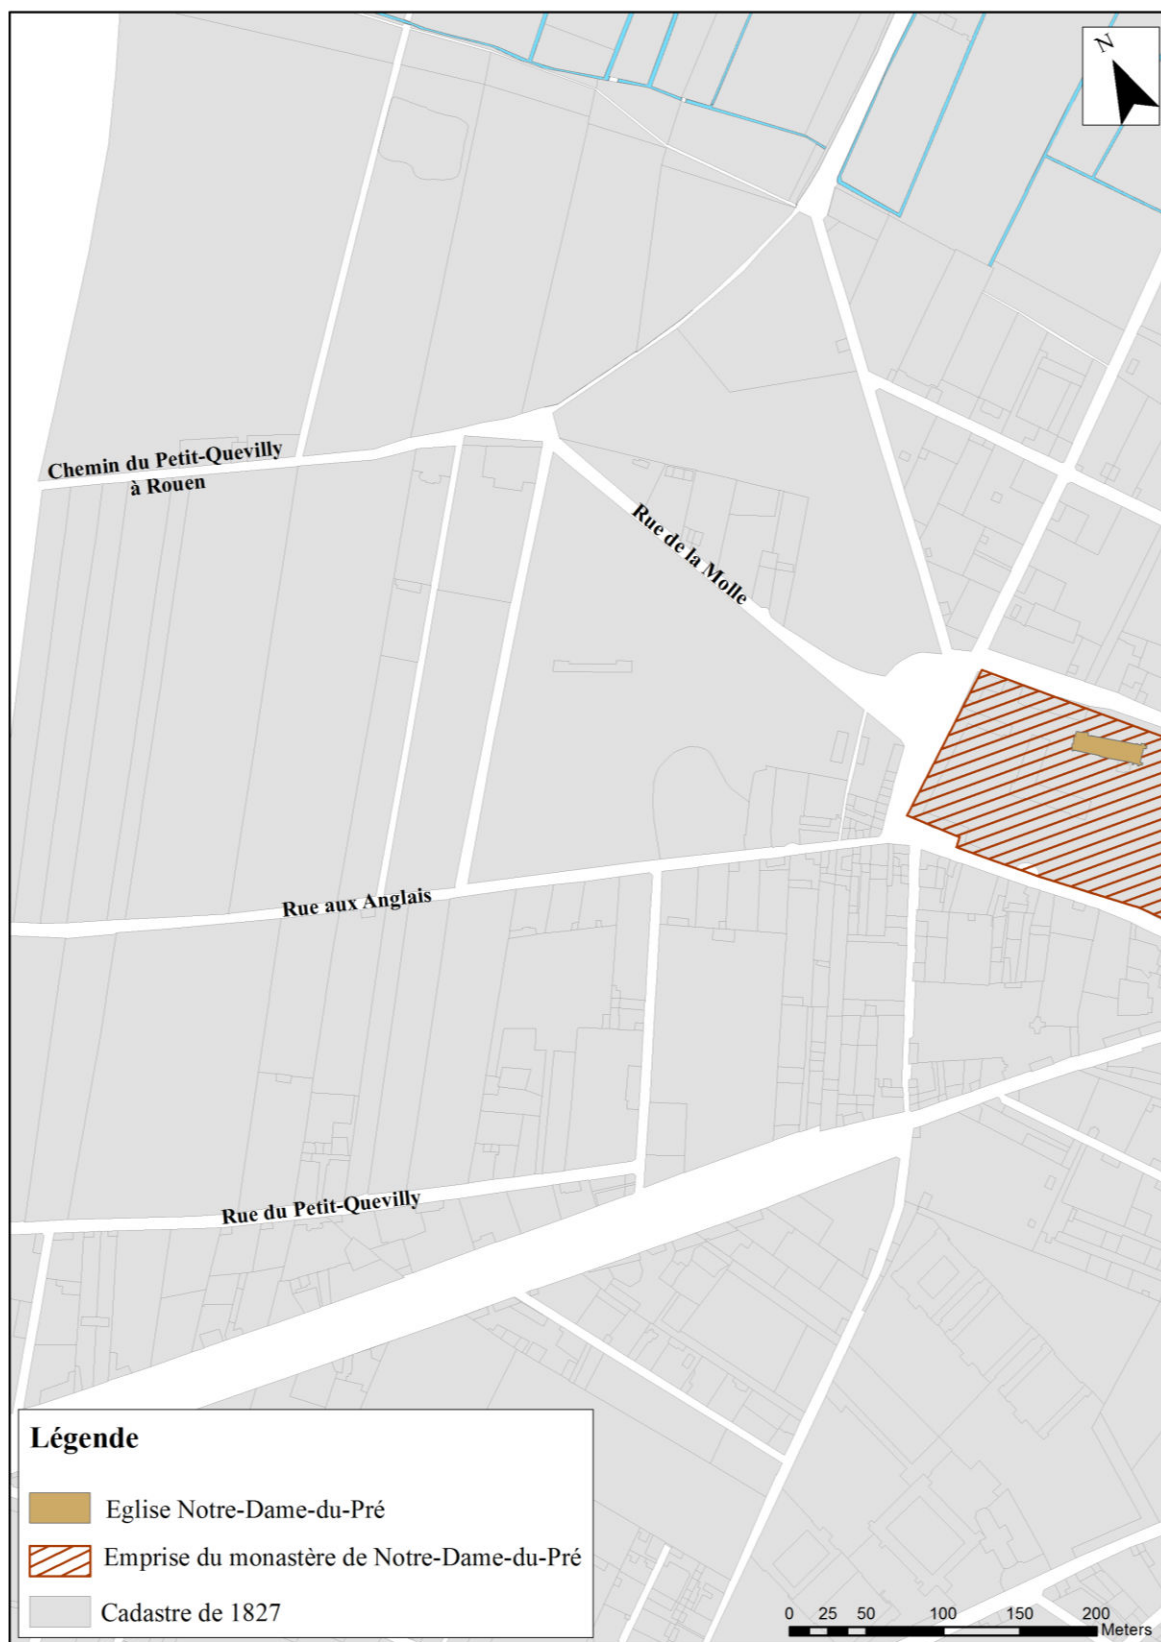 N
Chemin du Petit-Quevilly
à Rouen
Rue de la Molle
Rue aux Anglais
Rue du Petit-Quevilly
Légende
Eglise Notre-Dame-du-Pré
Emprise du monastère de Notre-Dame-du-Pré
Cadastre de 1827
0 25 50 100 150 200
Meters